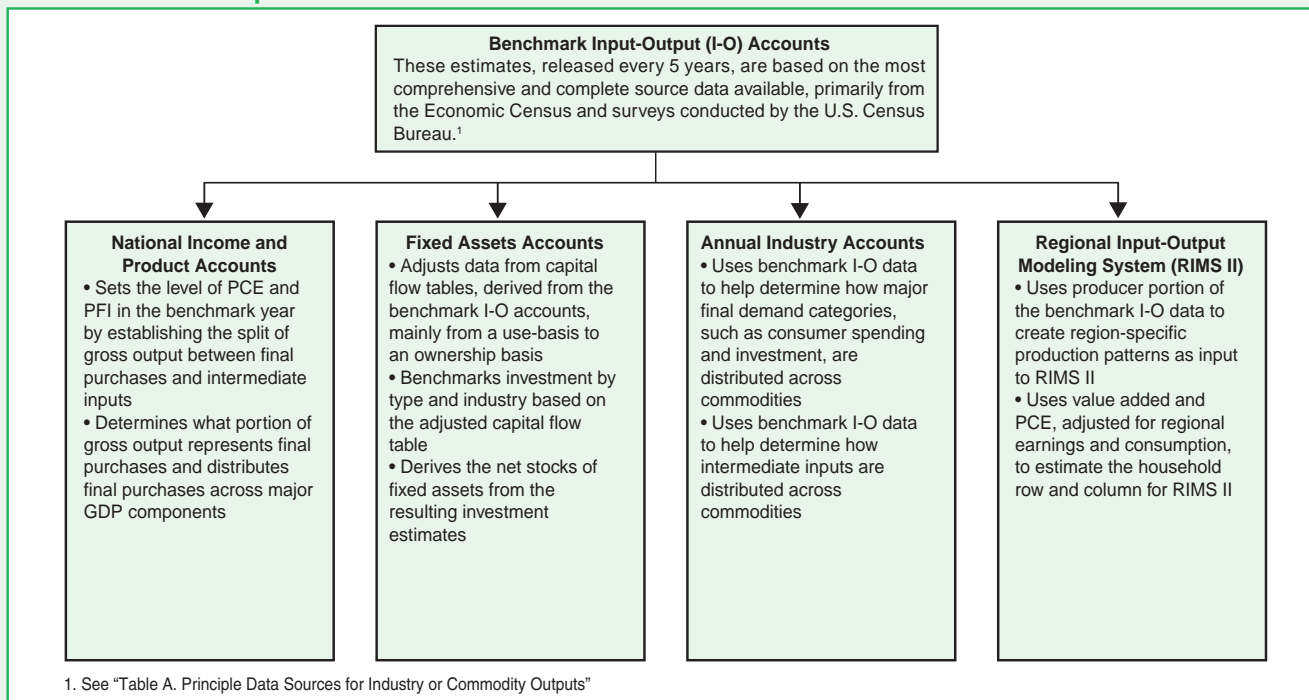 Benchmark Input-Output (I-O) Accounts
These estimates, released every 5 years, are based on the most
comprehensive and complete source data available, primarily from
the Economic Census and surveys conducted by the U.S. Census
Bureau.1
National Income and
Product Accounts
• Sets the level of PCE and
PFI in the benchmark year
by establishing the split of
gross output between final
purchases and intermediate
inputs
• Determines what portion of
gross output represents final
purchases and distributes
final purchases across major
GDP components
Fixed Assets Accounts
• Adjusts data from capital
flow tables, derived from the
benchmark I-O accounts,
mainly from a use-basis to
an ownership basis
• Benchmarks investment by
type and industry based on
the adjusted capital flow
table
• Derives the net stocks of
fixed assets from the
resulting investment
estimates
Annual Industry Accounts
• Uses benchmark I-O data
to help determine how major
final demand categories,
such as consumer spending
and investment, are
distributed across
commodities
• Uses benchmark I-O data
to help determine how
intermediate inputs are
distributed across
commodities
Regional Input-Output
Modeling System (RIMS II)
• Uses producer portion of
the benchmark I-O data to
create region-specific
production patterns as input
to RIMS II
• Uses value added and
PCE, adjusted for regional
earnings and consumption,
to estimate the household
row and column for RIMS II
1. See “Table A. Principle Data Sources for Industry or Commodity Outputs”